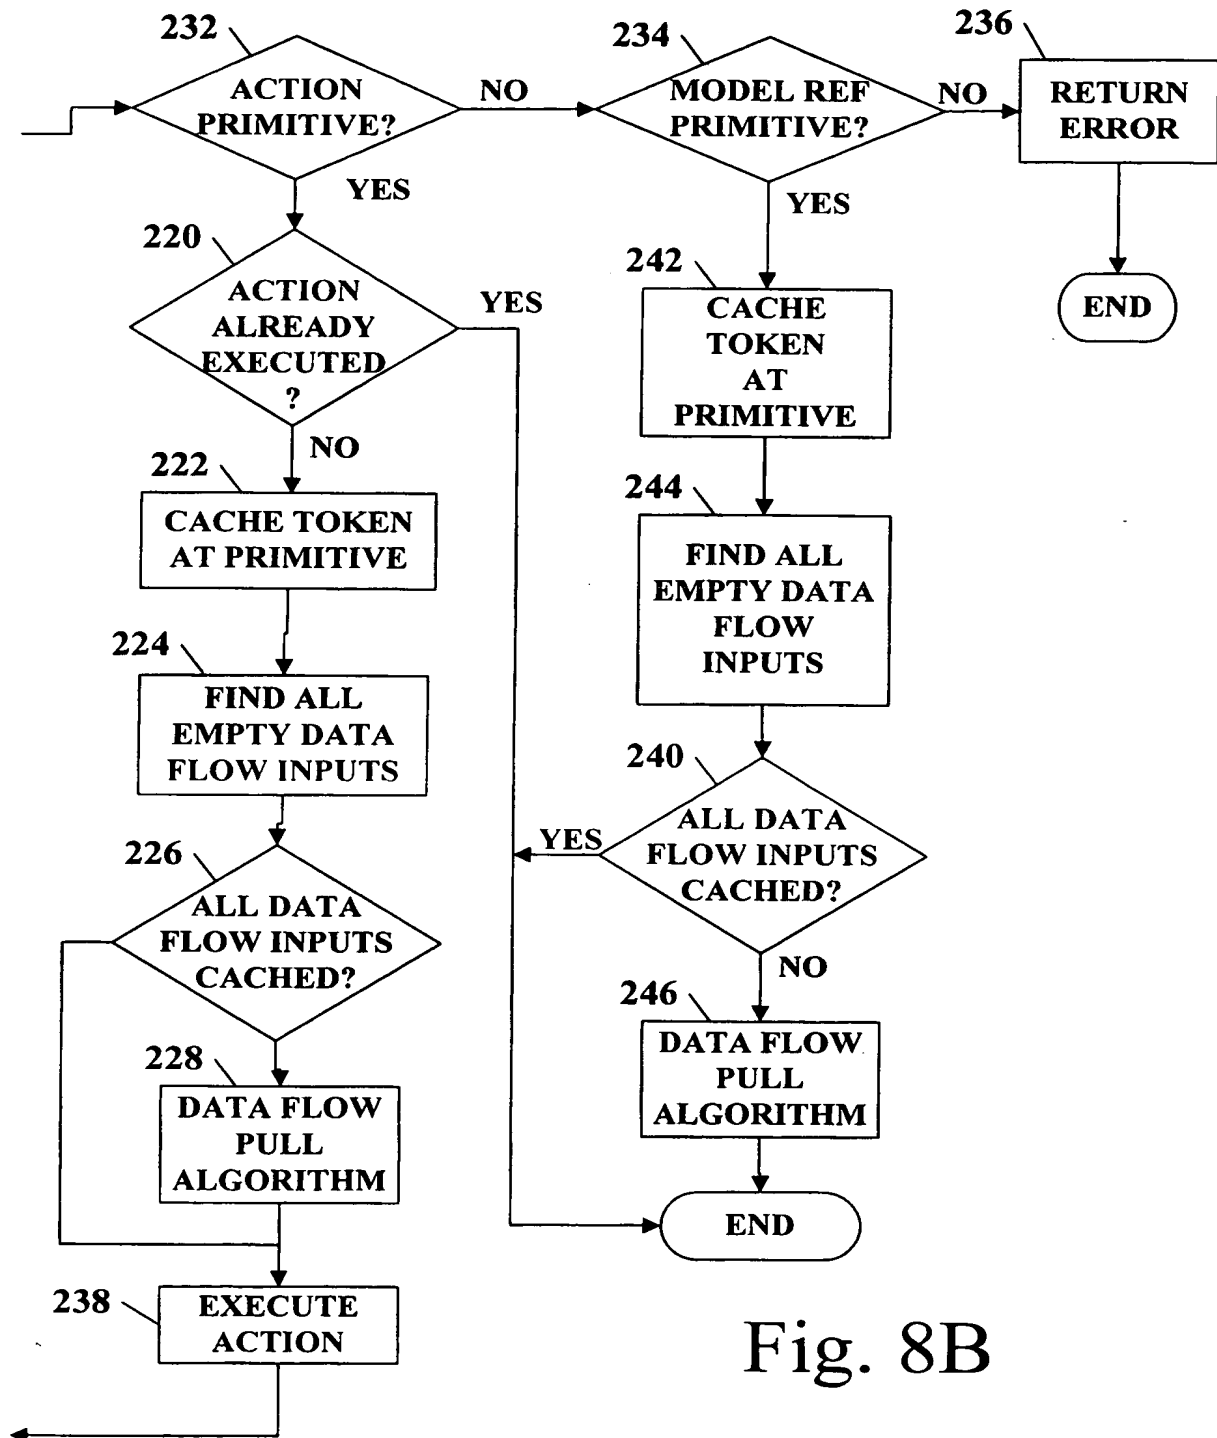 232
ACTION
PRIMITIVE?
NO
YES
234
MODEL REF
PRIMITIVE?
NO
YES
236
RETURN
ERROR
END
220
ACTION
ALREADY
EXECUTED
?
YES
NO
222
CACHE TOKEN
AT PRIMITIVE
224
FIND ALL
EMPTY DATA
FLOW INPUTS
226
ALL DATA
FLOW INPUTS
CACHED?
228
DATA FLOW
PULL
ALGORITHM
238
EXECUTE
ACTION
242
CACHE
TOKEN
AT
PRIMITIVE
244
FIND ALL
EMPTY DATA
FLOW
INPUTS
240
ALL DATA
FLOW INPUTS
CACHED?
YES
NO
246
DATA FLOW
PULL
ALGORITHM
END
Fig. 8B